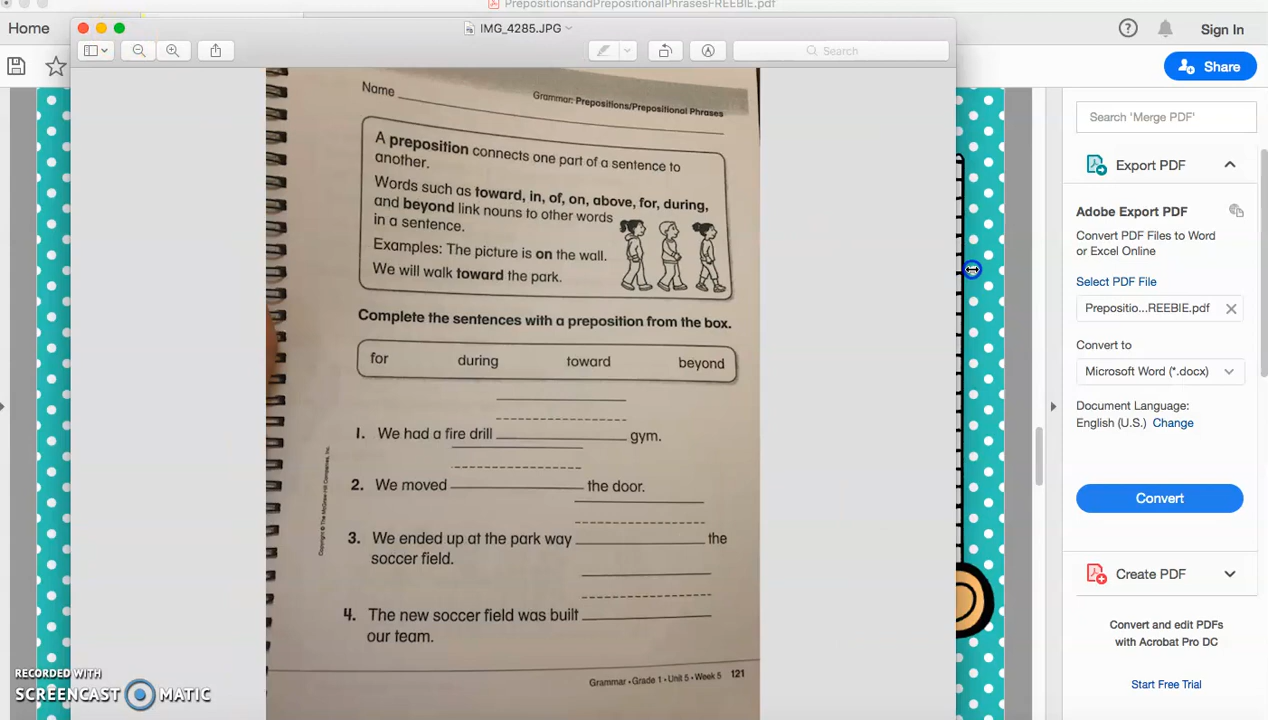 PrepositionsandPrepositionalPhrasesFREEBIE.pdf
Home
IMG_4285.JPG
Sign In
Search
Share
Name
Grammar: Prepositions/Prepositional Phrases
A preposition connects one part of a sentence to
another.
Words such as toward, in, of, on, above, for, during,
and beyond link nouns to other words
in a sentence.
Examples: The picture is on the wall.
We will walk toward the park.
Complete the sentences with a preposition from the box.
for during toward beyond
1. We had a fire drill gym.
2. We moved the door.
3. We ended up at the park way the
soccer field.
4. The new soccer field was built
our team.
Copyright © The McGraw-Hill Companies, Inc.
Grammar • Grade 1 • Unit 5 • Week 5 121
Search 'Merge PDF'
Export PDF
Adobe Export PDF
Convert PDF Files to Word
or Excel Online
Select PDF File
Prepositio...REEBIE.pdf
Convert to
Microsoft Word (*.docx)
Document Language:
English (U.S.) Change
Convert
Create PDF
Convert and edit PDFs
with Acrobat Pro DC
Start Free Trial
RECORDED WITH
SCREENCAST MATIC